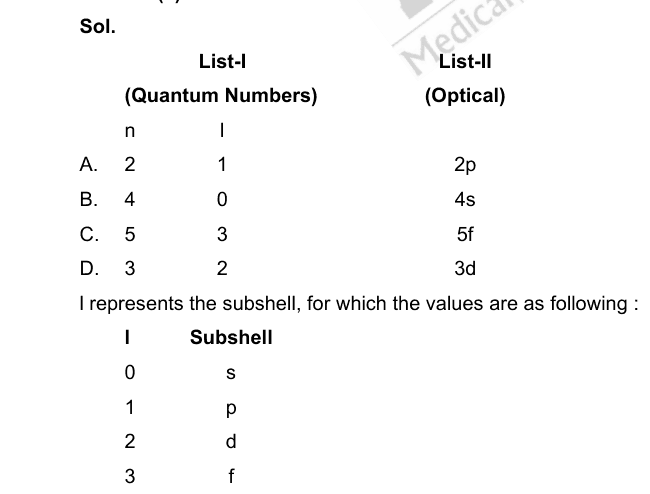 Sol.
List-I List-II
(Quantum Numbers) (Optical)
n l
A. 2 1 2p
B. 4 0 4s
C. 5 3 5f
D. 3 2 3d
l represents the subshell, for which the values are as following :
l Subshell
0 s
1 p
2 d
3 f